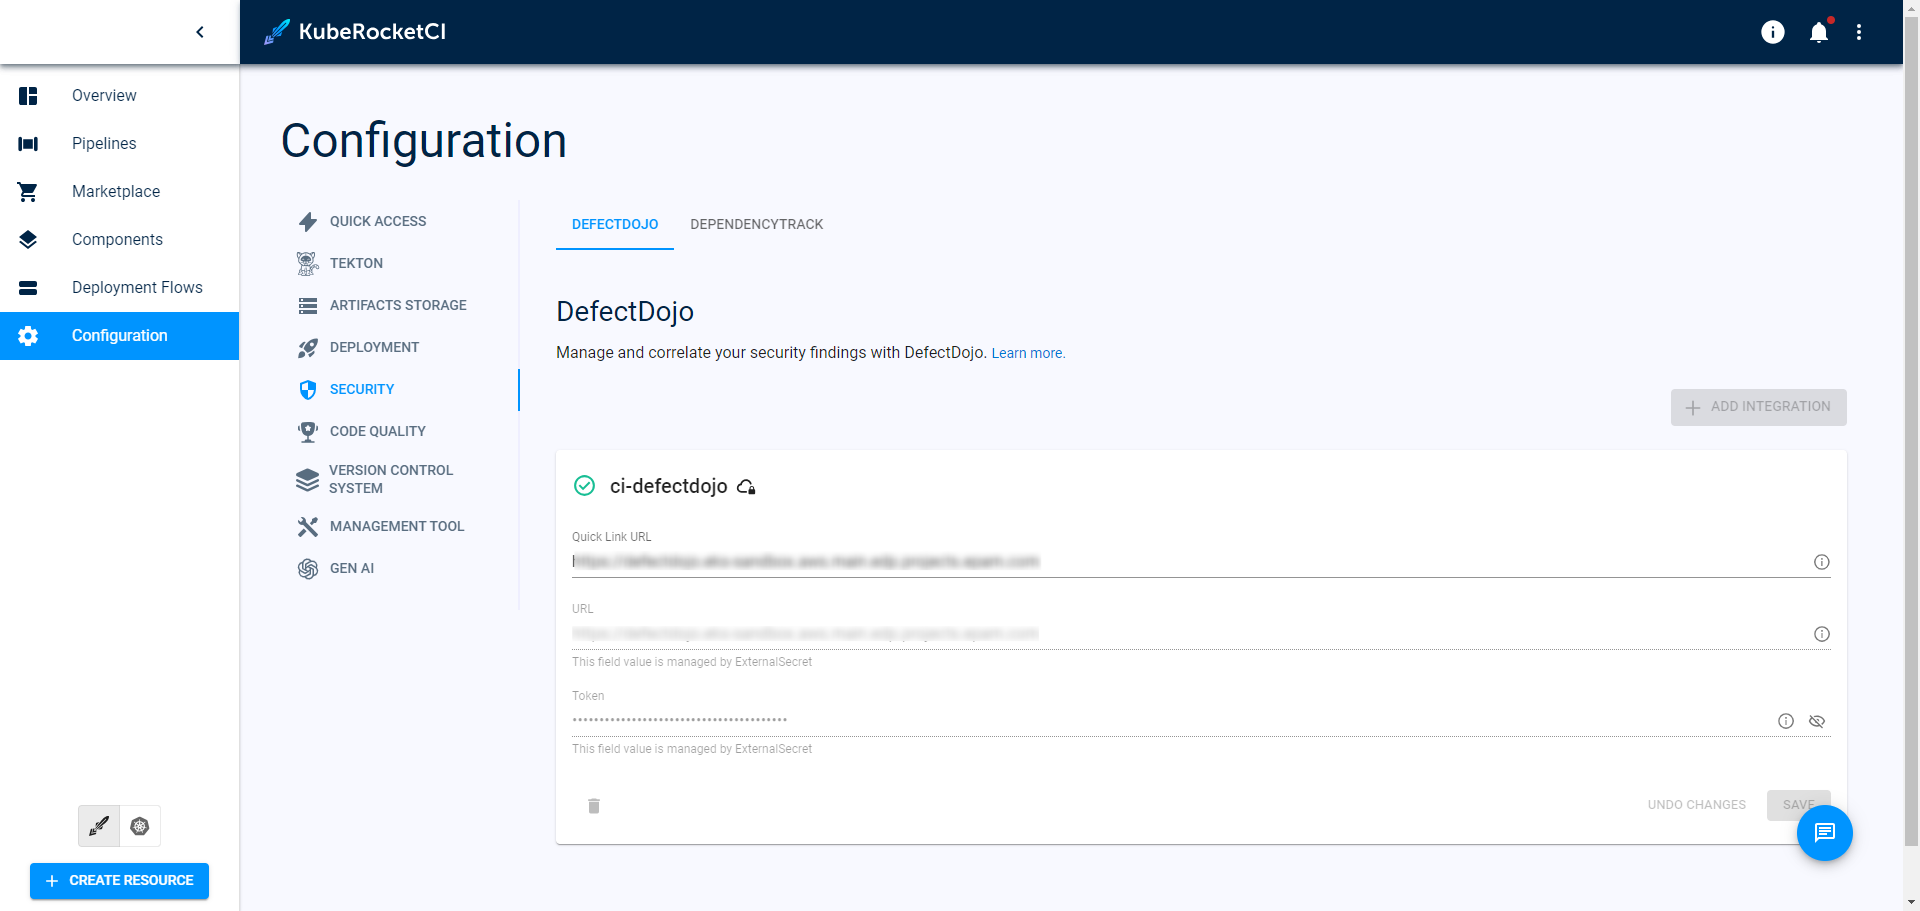 KubeRocketCI
Overview
Pipelines
Marketplace
Components
Deployment Flows
Configuration
CREATE RESOURCE
Configuration
QUICK ACCESS
TEKTON
ARTIFACTS STORAGE
DEPLOYMENT
SECURITY
CODE QUALITY
VERSION CONTROL
SYSTEM
MANAGEMENT TOOL
GEN AI
DEFECTDOJO DEPENDENCYTRACK
DefectDojo
Manage and correlate your security findings with DefectDojo. Learn more.
ADD INTEGRATION
ci-defectdojo
Quick Link URL
URL
This field value is managed by ExternalSecret
Token
••••••••••••••••••••••••••••••••••••••••
This field value is managed by ExternalSecret
UNDO CHANGES SAVE